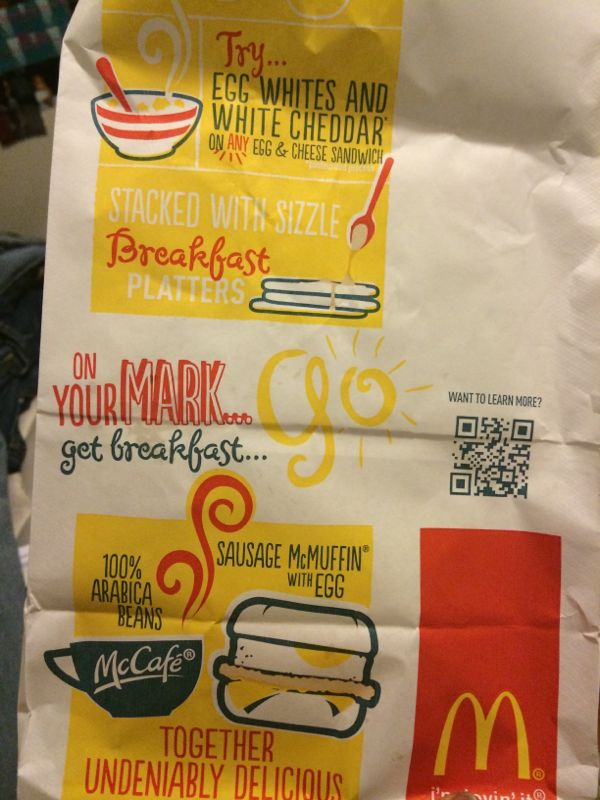 Try...
EGG WHITES AND
WHITE CHEDDAR*
ON ANY EGG & CHEESE SANDWICH
STACKED WITH SIZZLE
Breakfast
PLATTERS
ON
YOUR MARK...
get breakfast...
go
WANT TO LEARN MORE?
100%
ARABICA
BEANS
SAUSAGE McMUFFIN®
WITH EGG
McCafé®
TOGETHER
UNDENIABLY DELICIOUS
M®
i'm lovin' it®